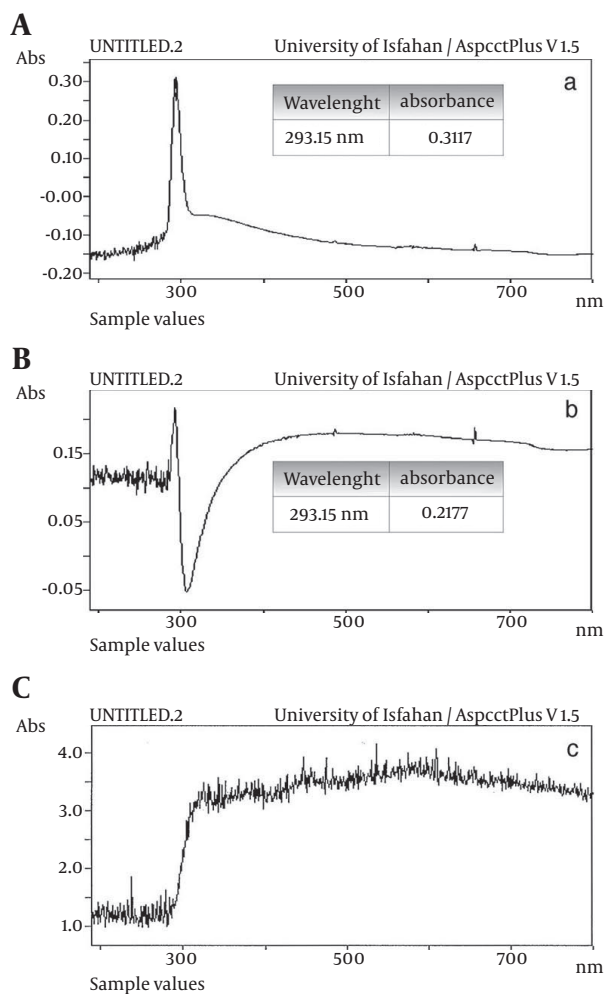 A
UNTITLED.2 University of Isfahan / AspcctPlus V 1.5
Abs
a
0.30
Wavelenght absorbance
0.20
293.15 nm 0.3117
0.10
-0.00
-0.10
-0.20
300 500 700 nm
Sample values
B
UNTITLED.2 University of Isfahan / AspcctPlus V 1.5
Abs
b
0.15
Wavelenght absorbance
293.15 nm 0.2177
0.05
-0.05
300 500 700 nm
Sample values
C
UNTITLED.2 University of Isfahan / AspcctPlus V 1.5
Abs
c
4.0
3.0
2.0
1.0
300 500 700 nm
Sample values